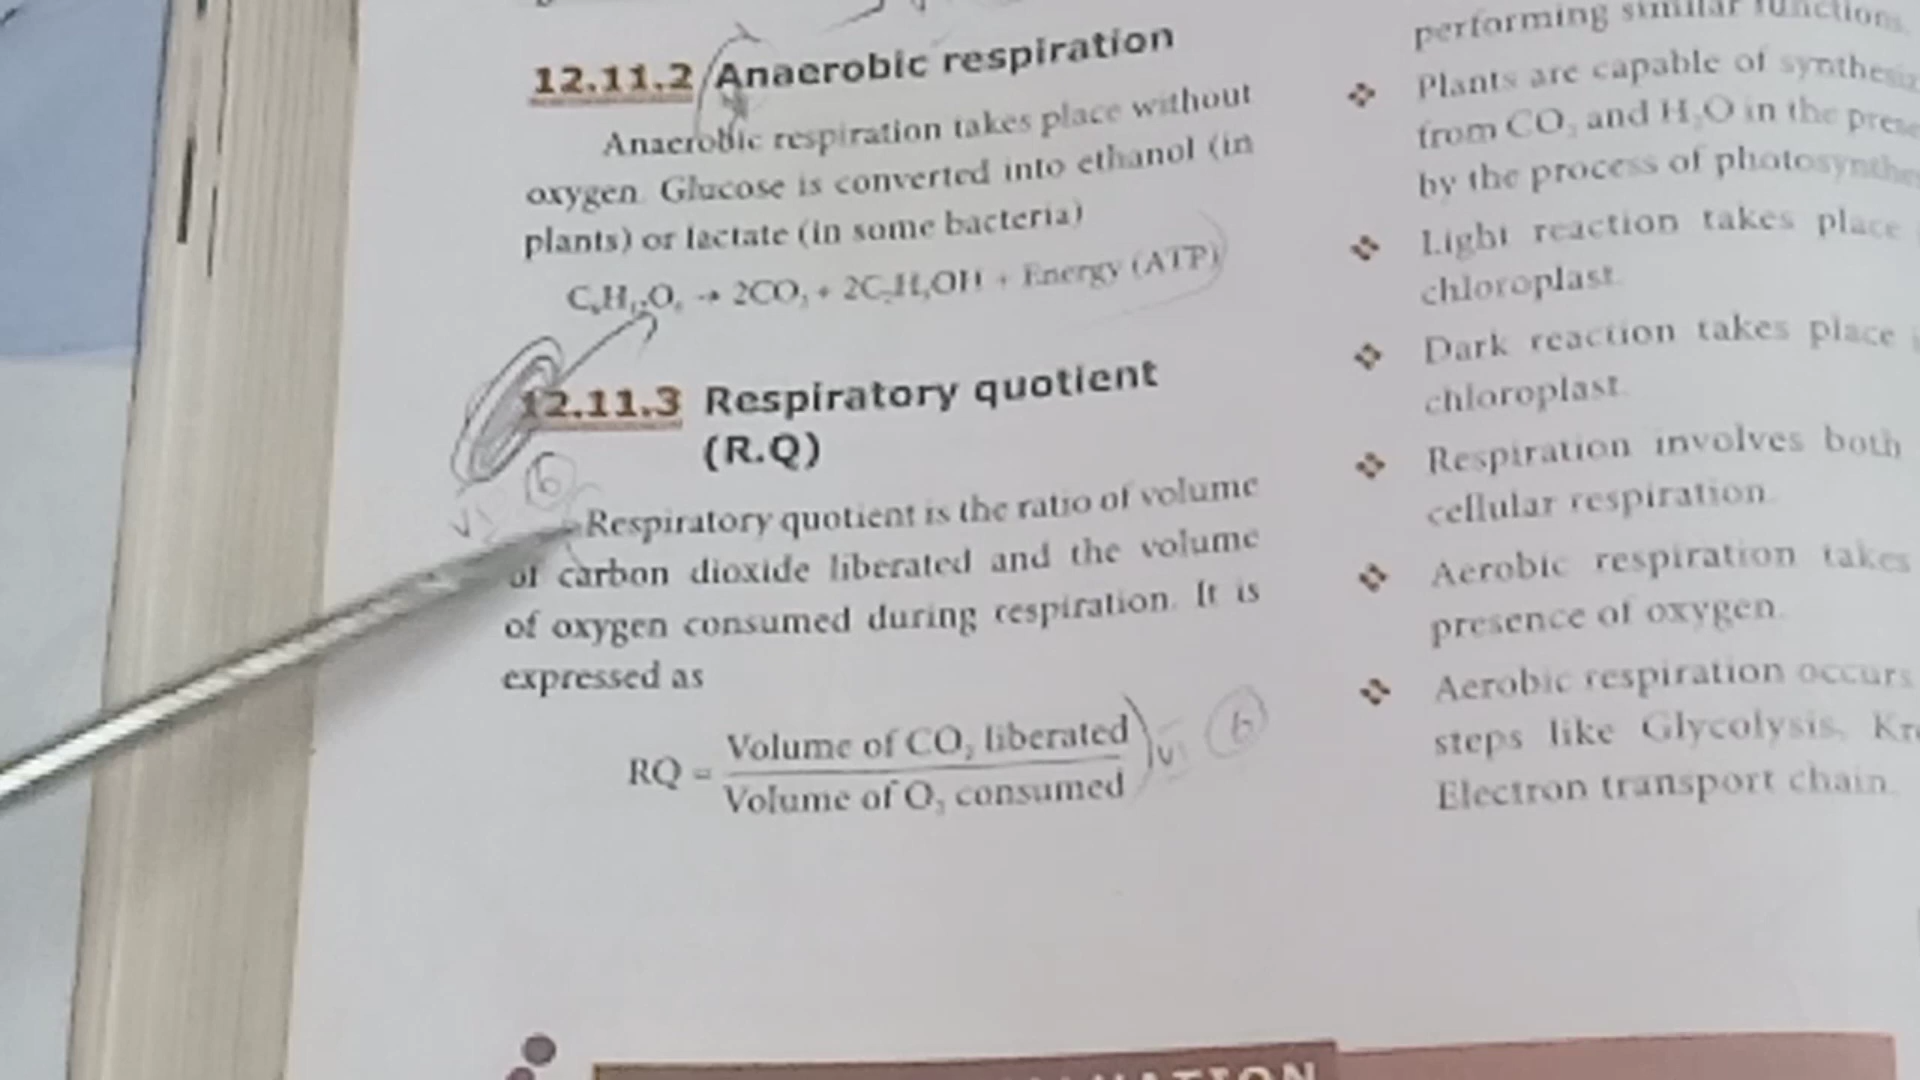 12.11.2 Anaerobic respiration
Anaerobic respiration takes place without
oxygen. Glucose is converted into ethanol (in
plants) or lactate (in some bacteria)
C₆H₁₂O₆ → 2CO₂ + 2C₂H₅OH + Energy (ATP)
12.11.3 Respiratory quotient
(R.Q)
6
Respiratory quotient is the ratio of volume
of carbon dioxide liberated and the volume
of oxygen consumed during respiration. It is
expressed as
RQ = Volume of CO₂ liberated
Volume of O₂ consumed
6
performing similar functions.
Plants are capable of
from CO₂ and H₂O in the
by the process of
Light reaction takes place
chloroplast.
Dark reaction takes place
chloroplast.
Respiration involves both
cellular respiration.
Aerobic respiration takes
presence of oxygen.
Aerobic respiration occurs
steps like Glycolysis,
Electron transport chain.